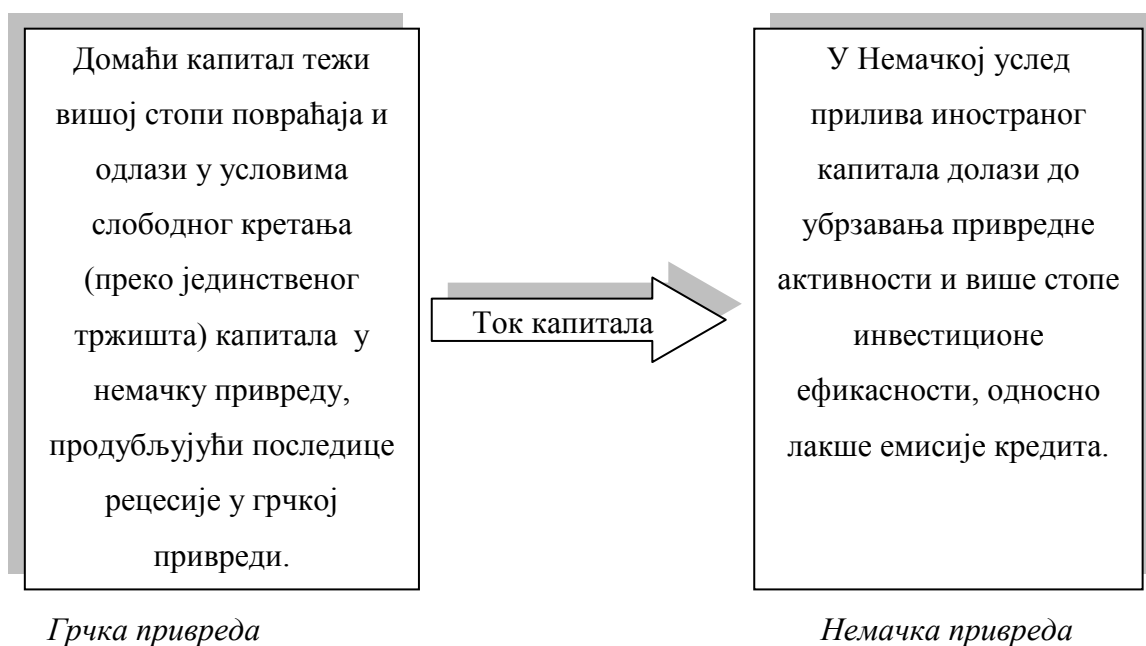 Домаћи капитал тежи
вишој стопи повраћаја и
одлази у условима
слободног кретања
(преко јединственог
тржишта) капитала у
немачку привреду,
продубљујући последице
рецесије у грчкој
привреди.
Ток капитала
У Немачкој услед
прилива иностраног
капитала долази до
убрзавања привредне
активности и више стопе
инвестиционе
ефикасности, односно
лакше емисије кредита.
Грчка привреда
Немачка привреда